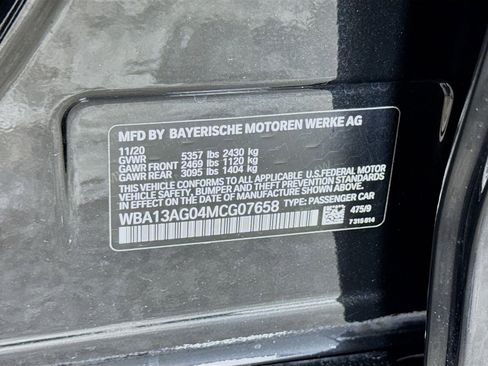 MFD BY BAYERISCHE MOTOREN WERKE AG
11/20
GVWR 5357 lbs 2430 kg
GAWR FRONT 2469 lbs 1120 kg
GAWR REAR 3095 lbs 1404 kg
THIS VEHICLE CONFORMS TO ALL APPLICABLE U.S.FEDERAL MOTOR
VEHICLE SAFETY, BUMPER, AND THEFT PREVENTION STANDARDS
IN EFFECT ON THE DATE OF MANUFACTURE SHOWN ABOVE.
WBA13AG04MCG07658 TYPE: PASSENGER CAR
475/9
7 315 014